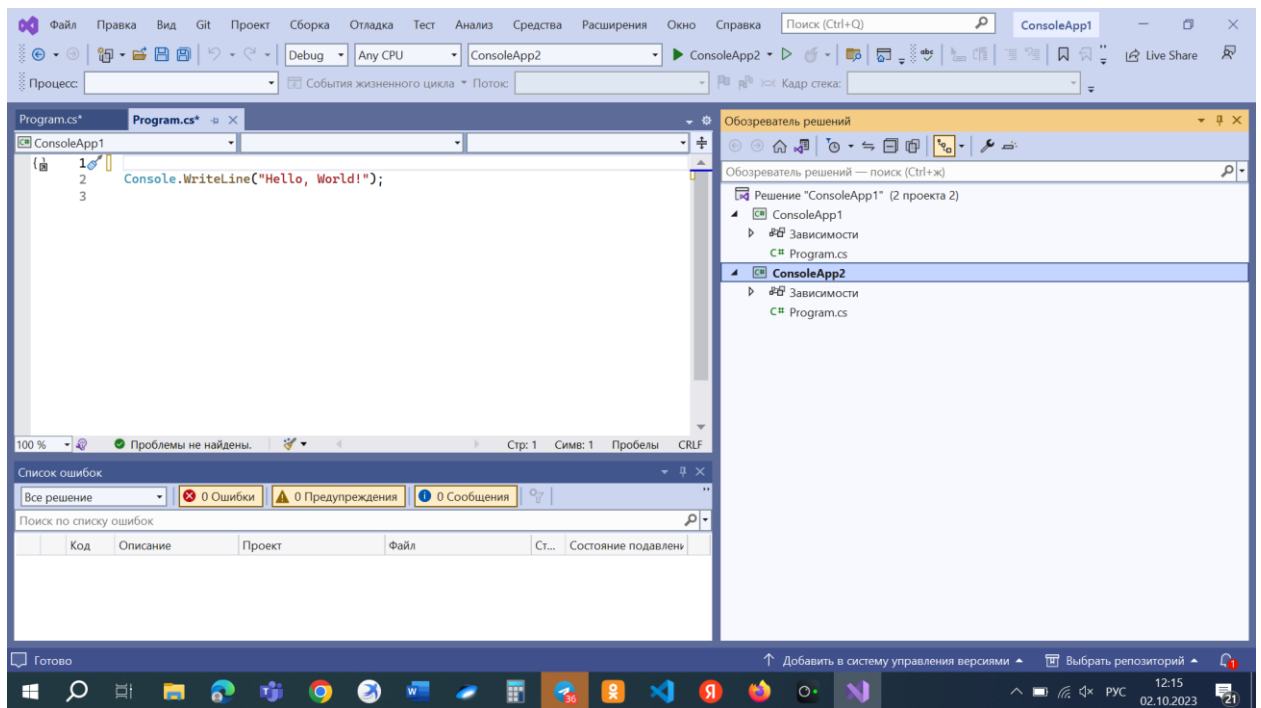 Файл Правка Вид Git Проект Сборка Отладка Тест Анализ Средства Расширения Окно Справка Поиск (Ctrl+Q) ConsoleApp1
Debug Any CPU ConsoleApp2 ConsoleApp2 Live Share
Процесс: События жизненного цикла Поток: Кадр стека:
Program.cs* Program.cs*
ConsoleApp1
1
2 Console.WriteLine("Hello, World!");
3
100 % Проблемы не найдены. Стр: 1 Симв: 1 Пробелы CRLF
Список ошибок
Все решение 0 Ошибки 0 Предупреждения 0 Сообщения
Поиск по списку ошибок
Код Описание Проект Файл Ст... Состояние подавлени
Обозреватель решений
Обозреватель решений — поиск (Ctrl+ж)
Решение "ConsoleApp1" (2 проекта 2)
C# ConsoleApp1
Зависимости
C# Program.cs
C# ConsoleApp2
Зависимости
C# Program.cs
Готово Добавить в систему управления версиями Выбрать репозиторий 1
36 РУС 12:15
02.10.2023 21